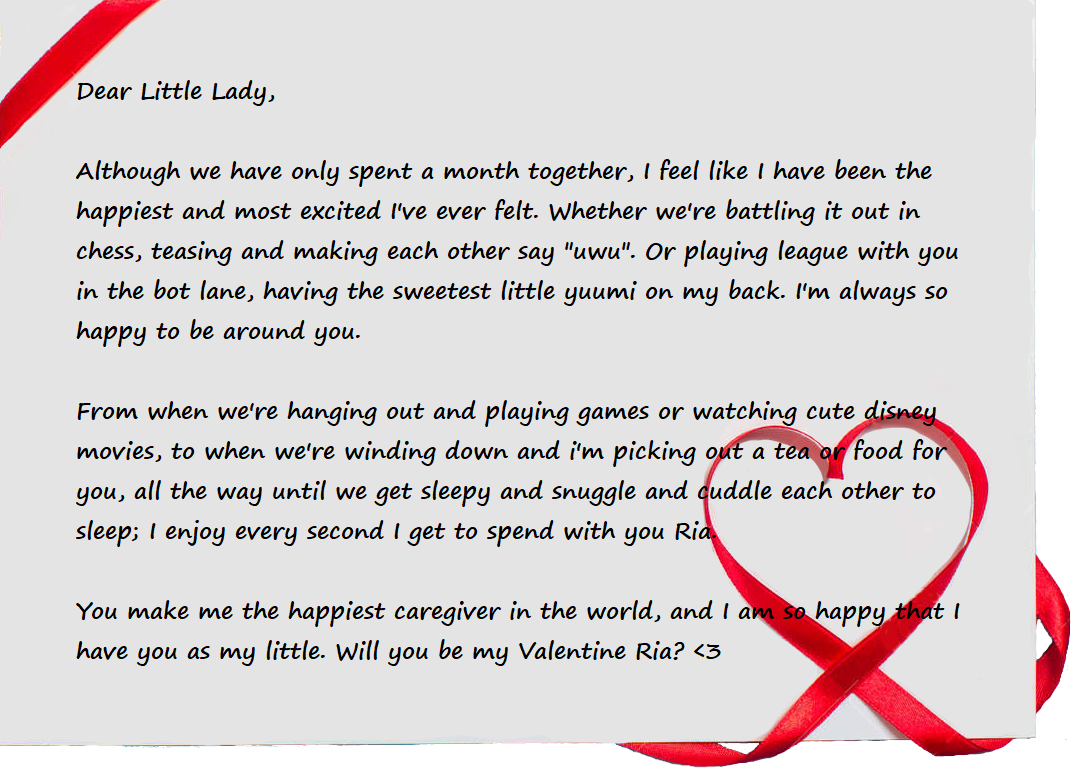 Dear Little Lady,
Although we have only spent a month together, I feel like I have been the
happiest and most excited I've ever felt. Whether we're battling it out in
chess, teasing and making each other say "uwu". Or playing league with you
in the bot lane, having the sweetest little yuumi on my back. I'm always so
happy to be around you.
From when we're hanging out and playing games or watching cute disney
movies, to when we're winding down and i'm picking out a tea or food for
you, all the way until we get sleepy and snuggle and cuddle each other to
sleep; I enjoy every second I get to spend with you Ria.
You make me the happiest caregiver in the world, and I am so happy that I
have you as my little. Will you be my Valentine Ria? <3